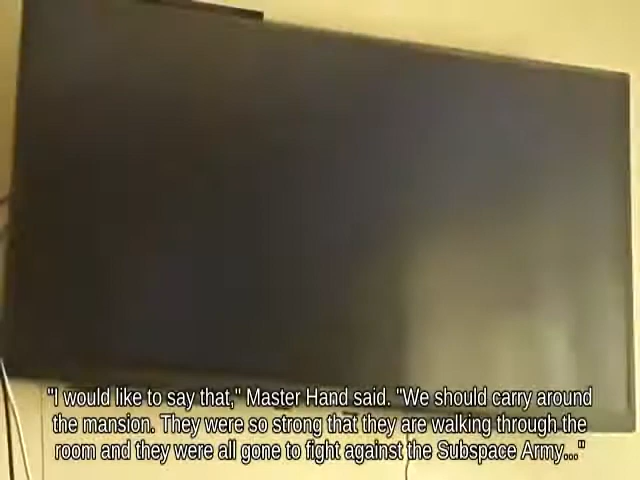 "I would like to say that," Master Hand said. "We should carry around
the mansion. They were so strong that they are walking through the
room and they were all gone to fight against the Subspace Army..."